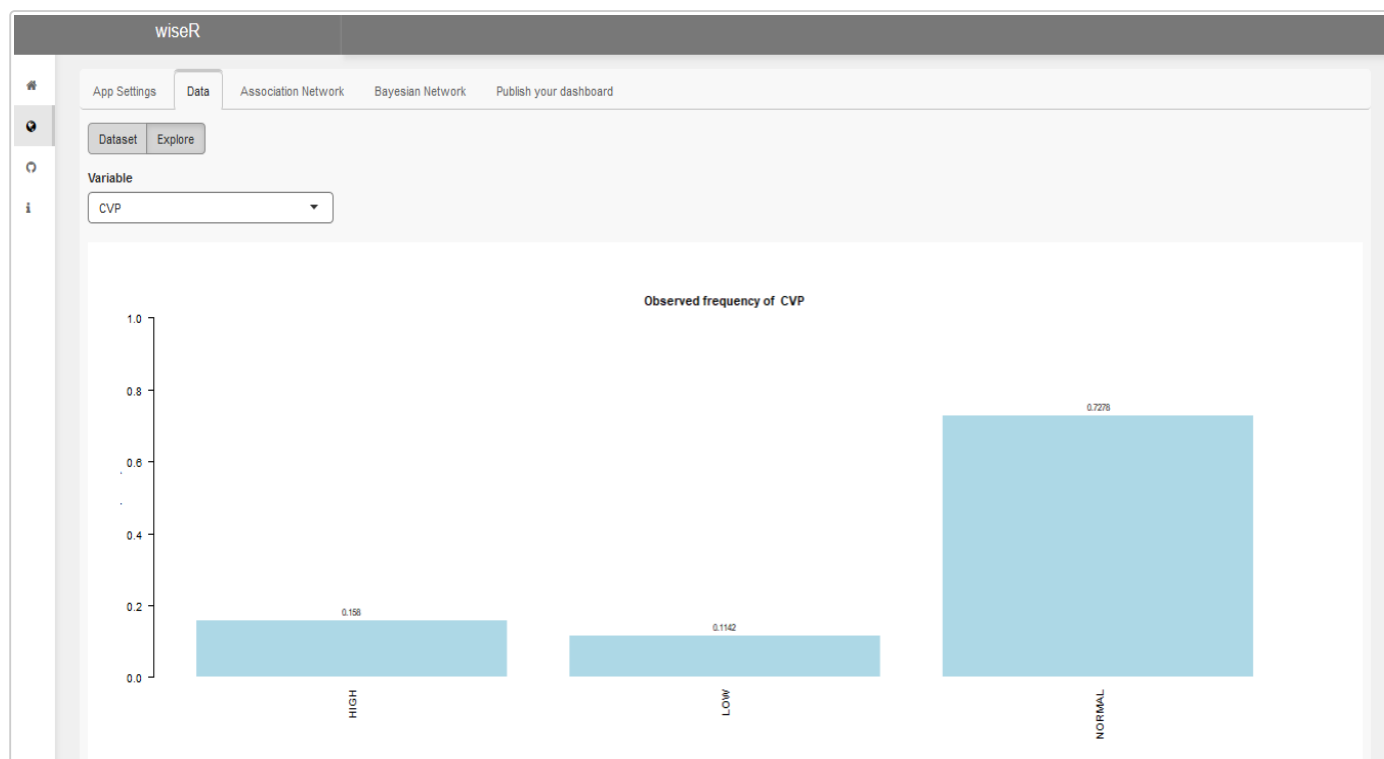 wiseR
App Settings Data Association Network Bayesian Network Publish your dashboard
Dataset Explore
Variable
CVP
Observed frequency of CVP
1.0
0.8
0.7278
0.6
0.4
0.2
0.158
0.1142
0.0
HIGH
LOW
NORMAL